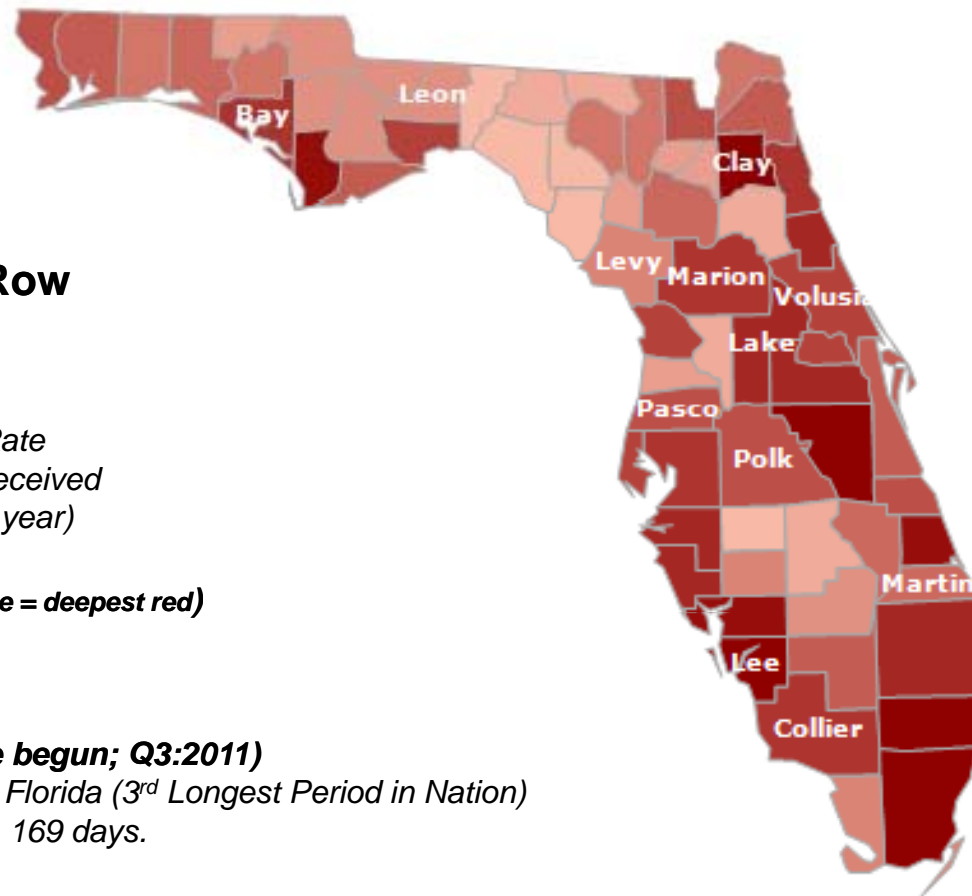 Leon
Bay
Clay
Row
Levy
Marion
Volusi
Lake
Pasco
Polk
Rate
eceived
year)
e = deepest red)
Martin
Lee
Collier
e begun; Q3:2011)
Florida (3rd Longest Period in Nation)
169 days.